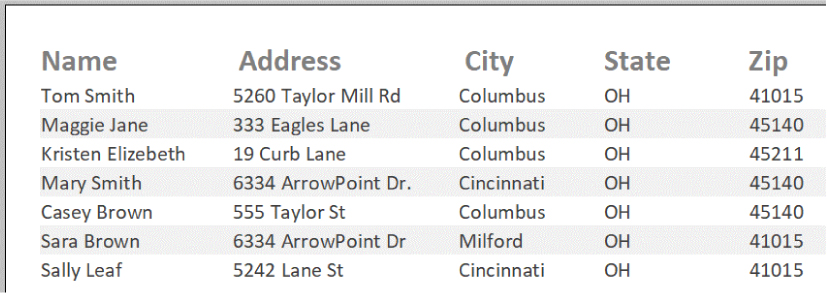 Name Address City State Zip
Tom Smith 5260 Taylor Mill Rd Columbus OH 41015
Maggie Jane 333 Eagles Lane Columbus OH 45140
Kristen Elizebeth 19 Curb Lane Columbus OH 45211
Mary Smith 6334 ArrowPoint Dr. Cincinnati OH 45140
Casey Brown 555 Taylor St Columbus OH 45140
Sara Brown 6334 ArrowPoint Dr Milford OH 41015
Sally Leaf 5242 Lane St Cincinnati OH 41015